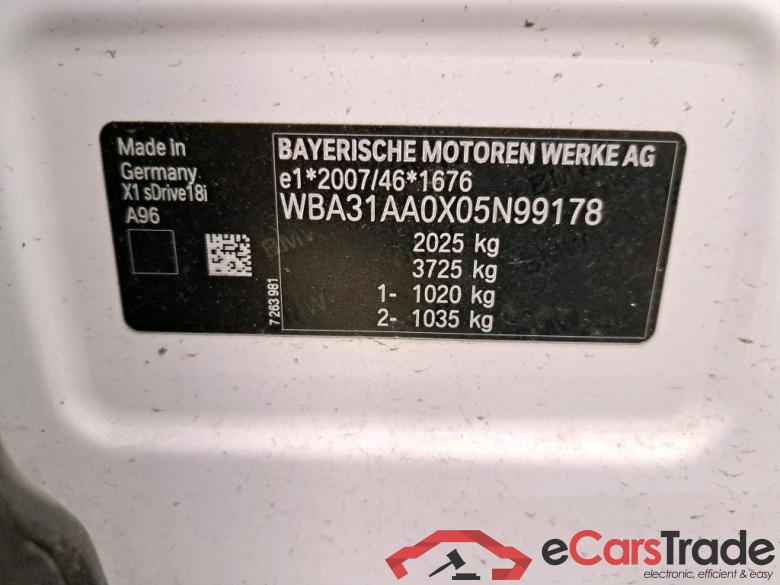 Made in
Germany
X1 sDrive18i
A96
7 263 981
BAYERISCHE MOTOREN WERKE AG
e1*2007/46*1676
WBA31AA0X05N99178
2025 kg
3725 kg
1- 1020 kg
2- 1035 kg
eCarsTrade
electronic, efficient & easy